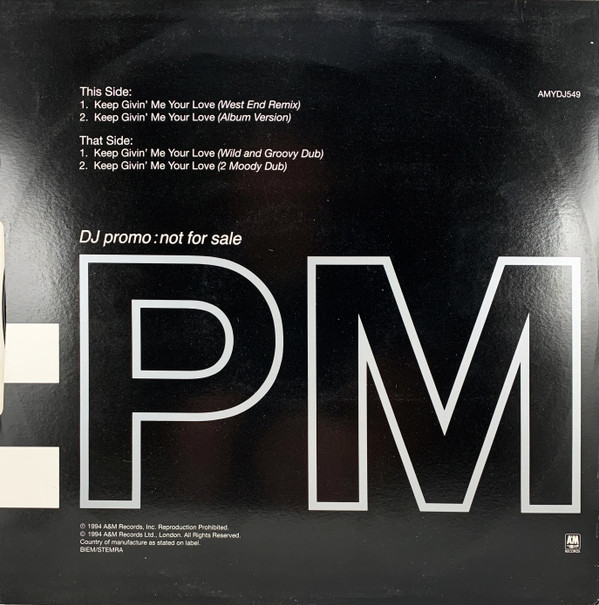 This Side:
1. Keep Givin' Me Your Love (West End Remix)
2. Keep Givin' Me Your Love (Album Version)
AMYDJ549
That Side:
1. Keep Givin' Me Your Love (Wild and Groovy Dub)
2. Keep Givin' Me Your Love (2 Moody Dub)
DJ promo : not for sale
:PM
℗ 1994 A&M Records, Inc. Reproduction Prohibited.
© 1994 A&M Records Ltd., London. All Rights Reserved.
Country of manufacture as stated on label.
BIEM/STEMRA
A&M
RECORDS